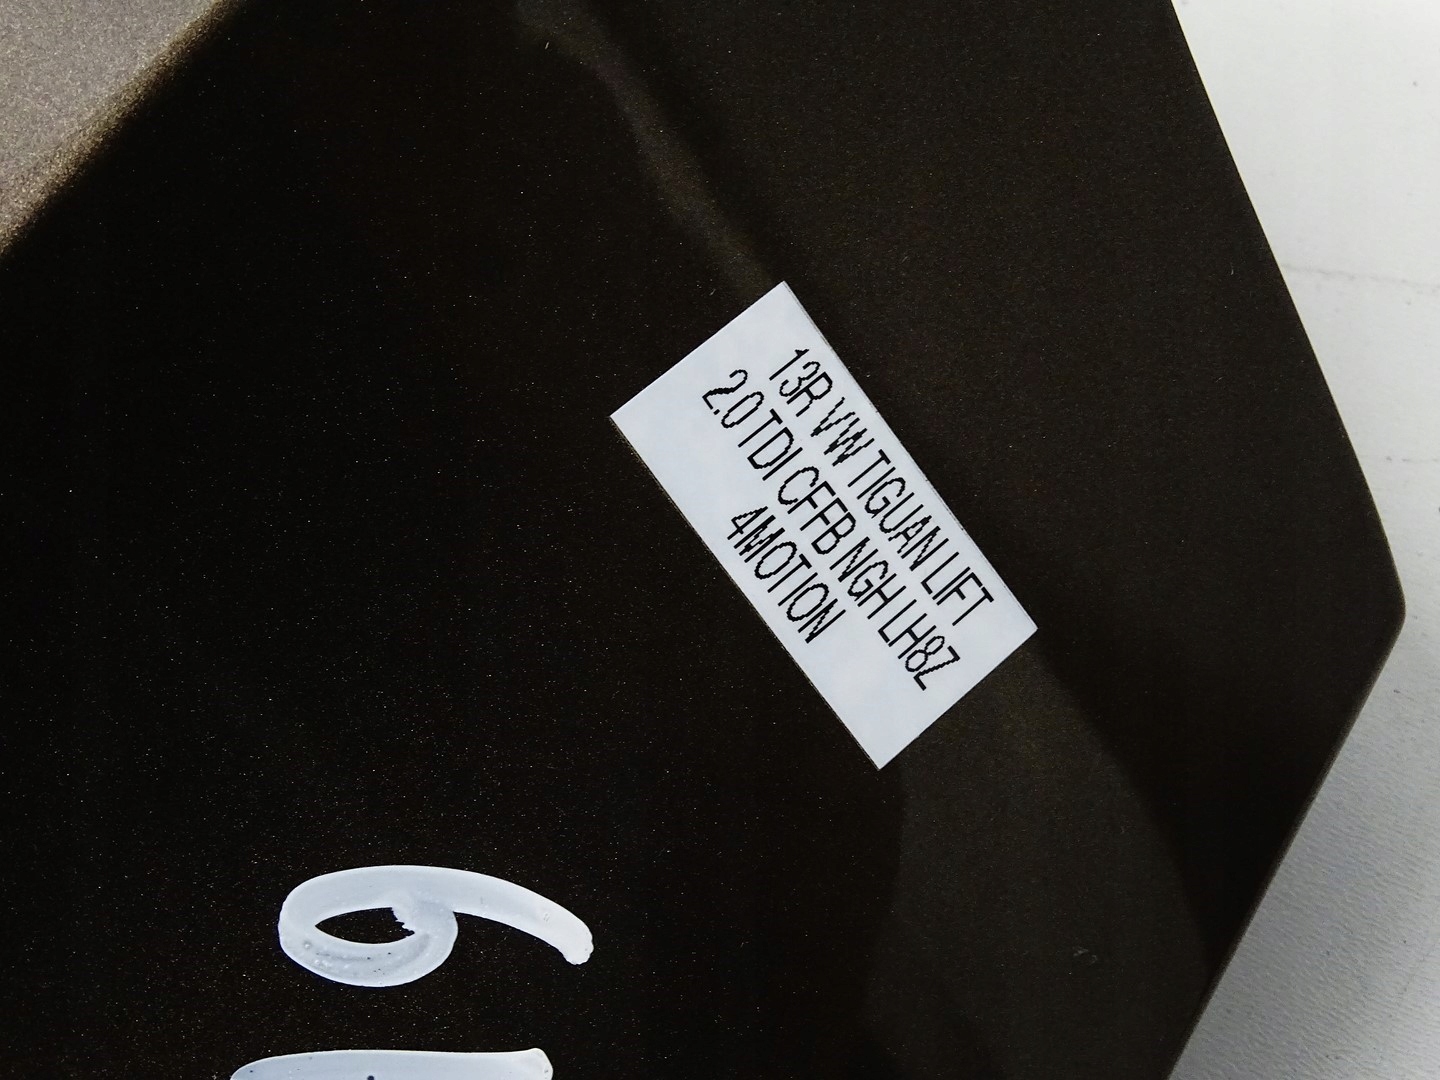 13R VW TIGUAN LIFT
2.0 TDI CFFB NGH LH8Z
4MOTION